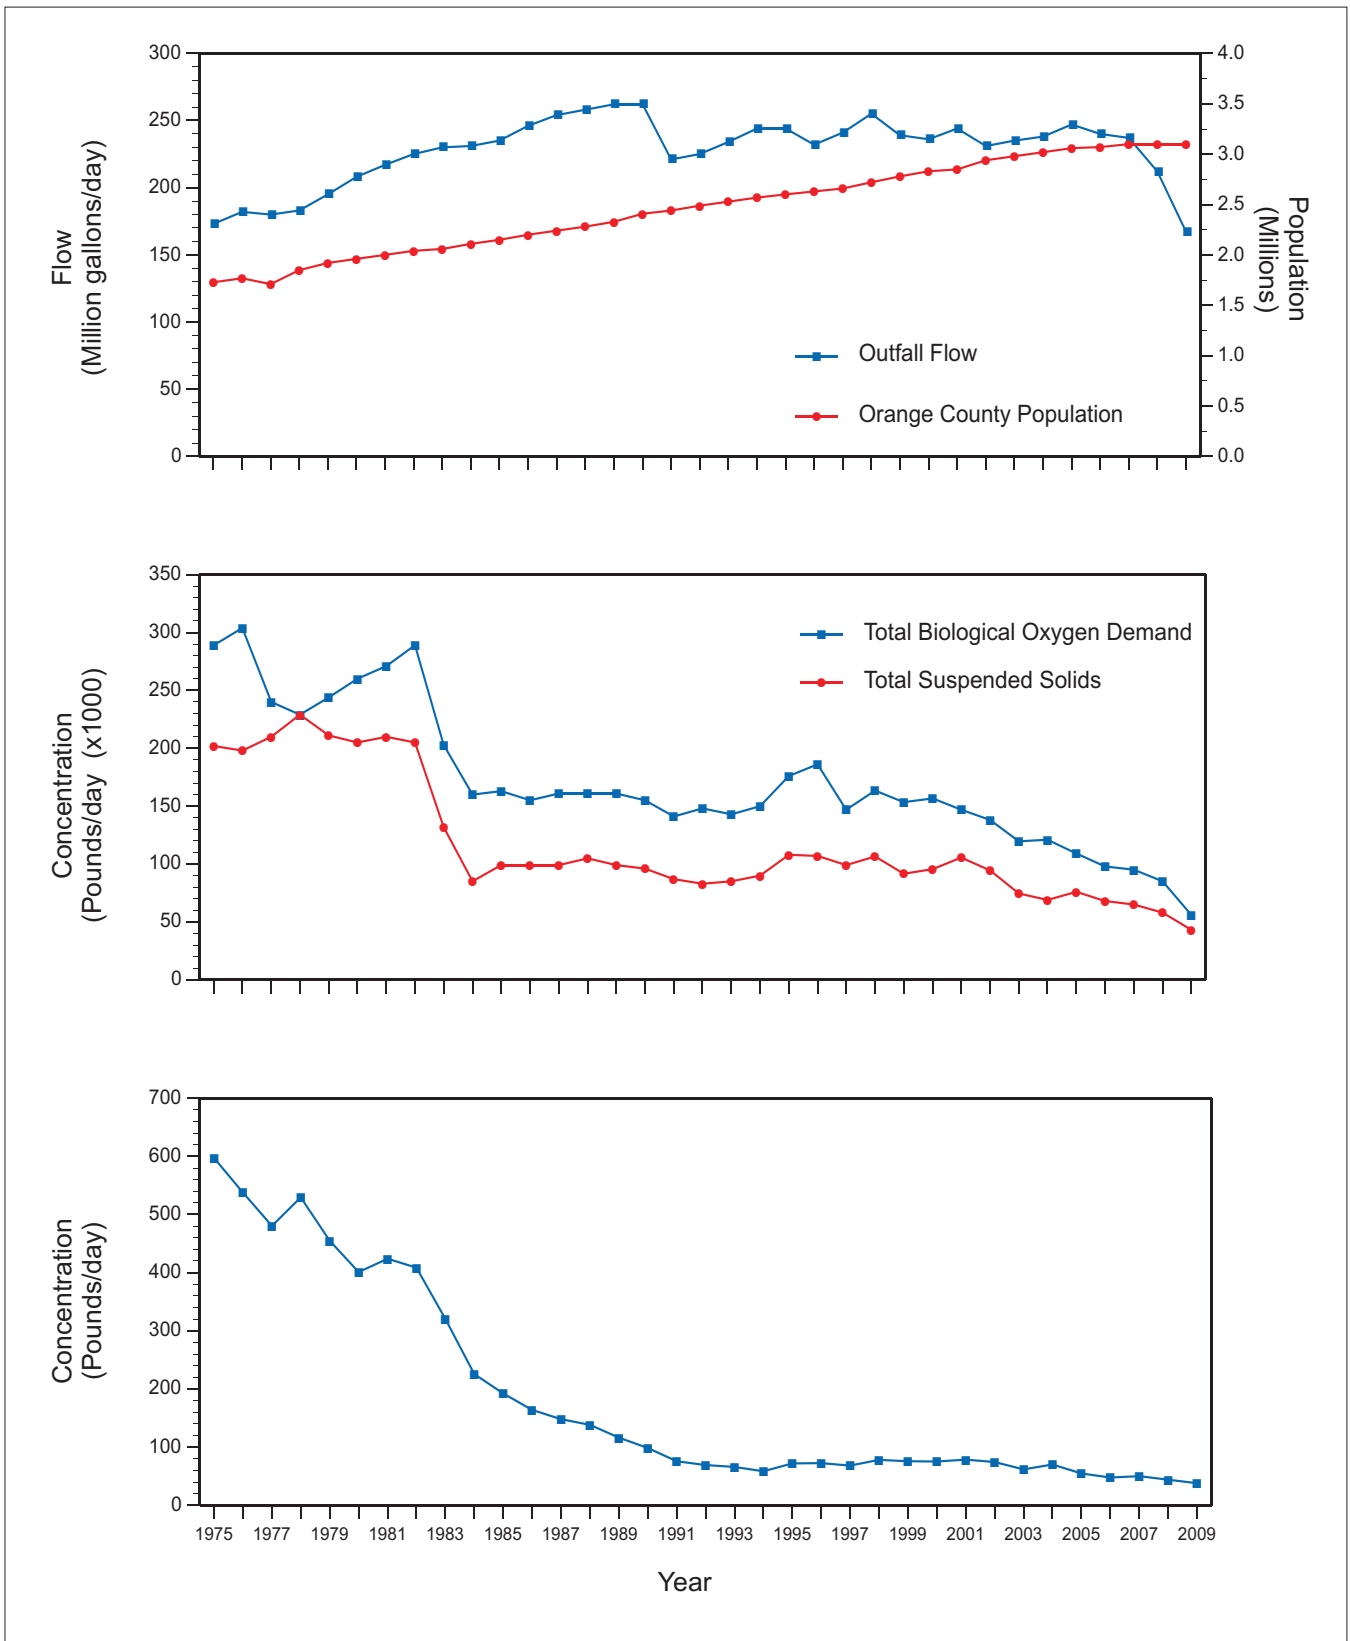 300
250
200
150
100
50
0
Flow
(Million gallons/day)
4.0
3.5
3.0
2.5
2.0
1.5
1.0
0.5
0.0
Population
(Millions)
Outfall Flow
Orange County Population
350
300
250
200
150
100
50
0
Concentration
(Pounds/day (x1000)
Total Biological Oxygen Demand
Total Suspended Solids
700
600
500
400
300
200
100
0
Concentration
(Pounds/day)
1975 1977 1979 1981 1983 1985 1987 1989 1991 1993 1995 1997 1999 2001 2003 2005 2007 2009
Year